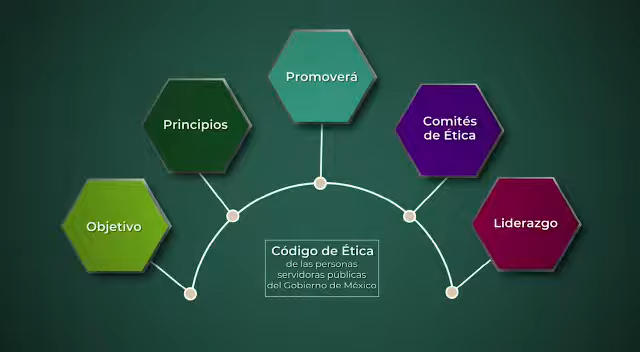 Objetivo
Principios
Promoverá
Comités
de Ética
Liderazgo
Código de Ética
de las personas
servidoras públicas
del Gobierno de México